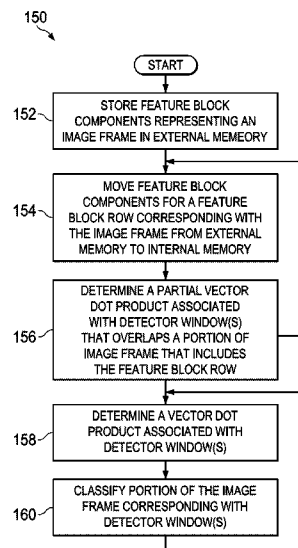 150
START
152
STORE FEATURE BLOCK
COMPONENTS REPRESENTING AN
IMAGE FRAME IN EXTERNAL MEMEORY
154
MOVE FEATURE BLOCK
COMPONENTS FOR A FEATURE
BLOCK ROW CORRESPONDING WITH
THE IMAGE FRAME FROM EXTERNAL
MEMORY TO INTERNAL MEMORY
156
DETERMINE A PARTIAL VECTOR
DOT PRODUCT ASSOCIATED
WITH DETECTOR WINDOW(S)
THAT OVERLAPS A PORTION OF
IMAGE FRAME THAT INCLUDES
THE FEATURE BLOCK ROW
158
DETERMINE A VECTOR DOT
PRODUCT ASSOCIATED WITH
DETECTOR WINDOW(S)
160
CLASSIFY PORTION OF THE IMAGE
FRAME CORRESPONDING WITH
DETECTOR WINDOW(S)